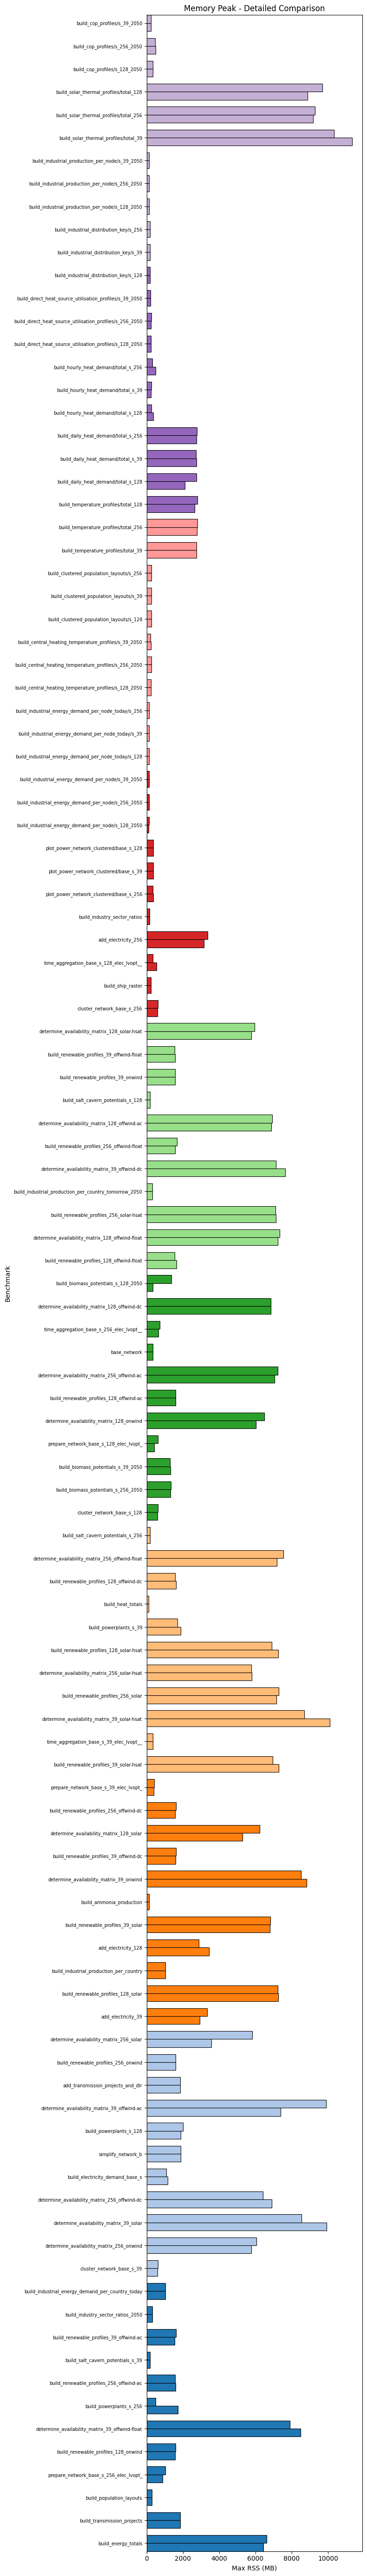 Memory Peak - Detailed Comparison
build_cop_profiles/s_39_2050
build_cop_profiles/s_256_2050
build_cop_profiles/s_128_2050
build_solar_thermal_profiles/total_128
build_solar_thermal_profiles/total_256
build_solar_thermal_profiles/total_39
build_industrial_production_per_node/s_39_2050
build_industrial_production_per_node/s_256_2050
build_industrial_production_per_node/s_128_2050
build_industrial_distribution_key/s_256
build_industrial_distribution_key/s_39
build_industrial_distribution_key/s_128
build_direct_heat_source_utilisation_profiles/s_39_2050
build_direct_heat_source_utilisation_profiles/s_256_2050
build_direct_heat_source_utilisation_profiles/s_128_2050
build_hourly_heat_demand/total_s_256
build_hourly_heat_demand/total_s_39
build_hourly_heat_demand/total_s_128
build_daily_heat_demand/total_s_256
build_daily_heat_demand/total_s_39
build_daily_heat_demand/total_s_128
build_temperature_profiles/total_128
build_temperature_profiles/total_256
build_temperature_profiles/total_39
build_clustered_population_layouts/s_256
build_clustered_population_layouts/s_39
build_clustered_population_layouts/s_128
build_central_heating_temperature_profiles/s_39_2050
build_central_heating_temperature_profiles/s_256_2050
build_central_heating_temperature_profiles/s_128_2050
build_industrial_energy_demand_per_node_today/s_256
build_industrial_energy_demand_per_node_today/s_39
build_industrial_energy_demand_per_node_today/s_128
build_industrial_energy_demand_per_node/s_39_2050
build_industrial_energy_demand_per_node/s_256_2050
build_industrial_energy_demand_per_node/s_128_2050
plot_power_network_clustered/base_s_128
plot_power_network_clustered/base_s_39
plot_power_network_clustered/base_s_256
build_industry_sector_ratios
add_electricity_256
time_aggregation_base_s_128_elec_lvopt__
build_ship_raster
cluster_network_base_s_256
determine_availability_matrix_128_solar-hsat
build_renewable_profiles_39_offwind-float
build_renewable_profiles_39_onwind
build_salt_cavern_potentials_s_128
determine_availability_matrix_128_offwind-ac
build_renewable_profiles_256_offwind-float
determine_availability_matrix_39_offwind-dc
build_industrial_production_per_country_tomorrow_2050
build_renewable_profiles_256_solar-hsat
determine_availability_matrix_128_offwind-float
build_renewable_profiles_128_offwind-float
build_biomass_potentials_s_128_2050
determine_availability_matrix_128_offwind-dc
time_aggregation_base_s_256_elec_lvopt__
base_network
determine_availability_matrix_256_offwind-ac
build_renewable_profiles_128_offwind-ac
determine_availability_matrix_128_onwind
prepare_network_base_s_128_elec_lvopt_
build_biomass_potentials_s_39_2050
build_biomass_potentials_s_256_2050
cluster_network_base_s_128
build_salt_cavern_potentials_s_256
determine_availability_matrix_256_offwind-float
build_renewable_profiles_128_offwind-dc
build_heat_totals
build_powerplants_s_39
build_renewable_profiles_128_solar-hsat
determine_availability_matrix_256_solar-hsat
build_renewable_profiles_256_solar
determine_availability_matrix_39_solar-hsat
time_aggregation_base_s_39_elec_lvopt__
build_renewable_profiles_39_solar-hsat
prepare_network_base_s_39_elec_lvopt_
build_renewable_profiles_256_offwind-dc
determine_availability_matrix_128_solar
build_renewable_profiles_39_offwind-dc
determine_availability_matrix_39_onwind
build_ammonia_production
build_renewable_profiles_39_solar
add_electricity_128
build_industrial_production_per_country
build_renewable_profiles_128_solar
add_electricity_39
determine_availability_matrix_256_solar
build_renewable_profiles_256_onwind
add_transmission_projects_and_dlr
determine_availability_matrix_39_offwind-ac
build_powerplants_s_128
simplify_network_b
build_electricity_demand_base_s
determine_availability_matrix_256_offwind-dc
determine_availability_matrix_39_solar
determine_availability_matrix_256_onwind
cluster_network_base_s_39
build_industrial_energy_demand_per_country_today
build_industry_sector_ratios_2050
build_renewable_profiles_39_offwind-ac
build_salt_cavern_potentials_s_39
build_renewable_profiles_256_offwind-ac
build_powerplants_s_256
determine_availability_matrix_39_offwind-float
build_renewable_profiles_128_onwind
prepare_network_base_s_256_elec_lvopt_
build_population_layouts
build_transmission_projects
build_energy_totals
Benchmark
0 2000 4000 6000 8000 10000
Max RSS (MB)